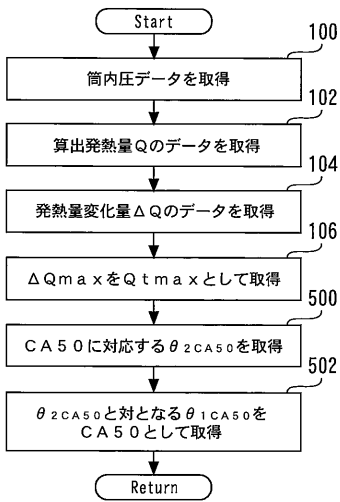 Start
100
筒内圧データを取得
102
算出発熱量Qのデータを取得
104
発熱量変化量ΔQのデータを取得
106
ΔQmaxをQtmaxとして取得
500
CA50に対応するθ2CA50を取得
502
θ2CA50と対となるθ1CA50を
CA50として取得
Return